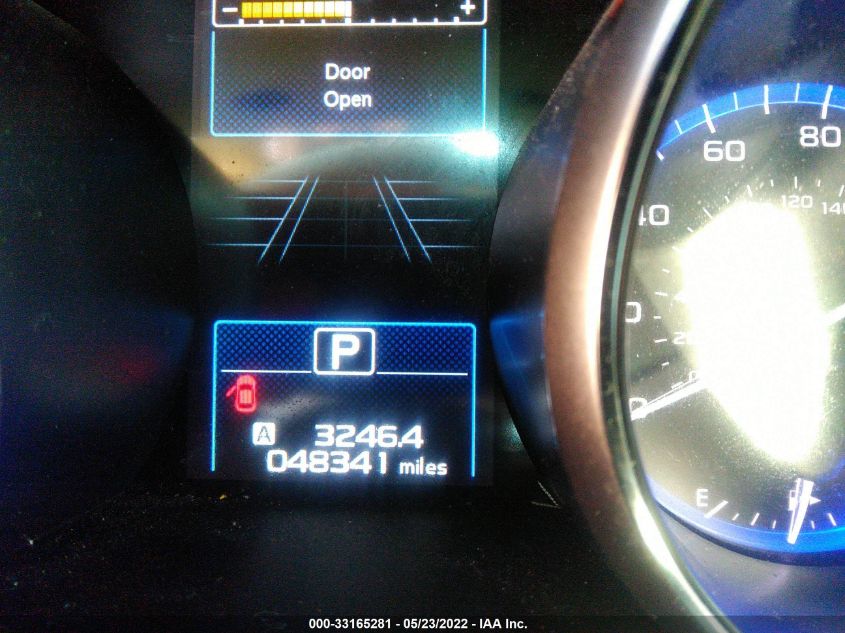 - +
Door
Open
P
A 3246.4
048341 miles
60
80
40
120
140
E
000-33165281 - 05/23/2022 - IAA Inc.